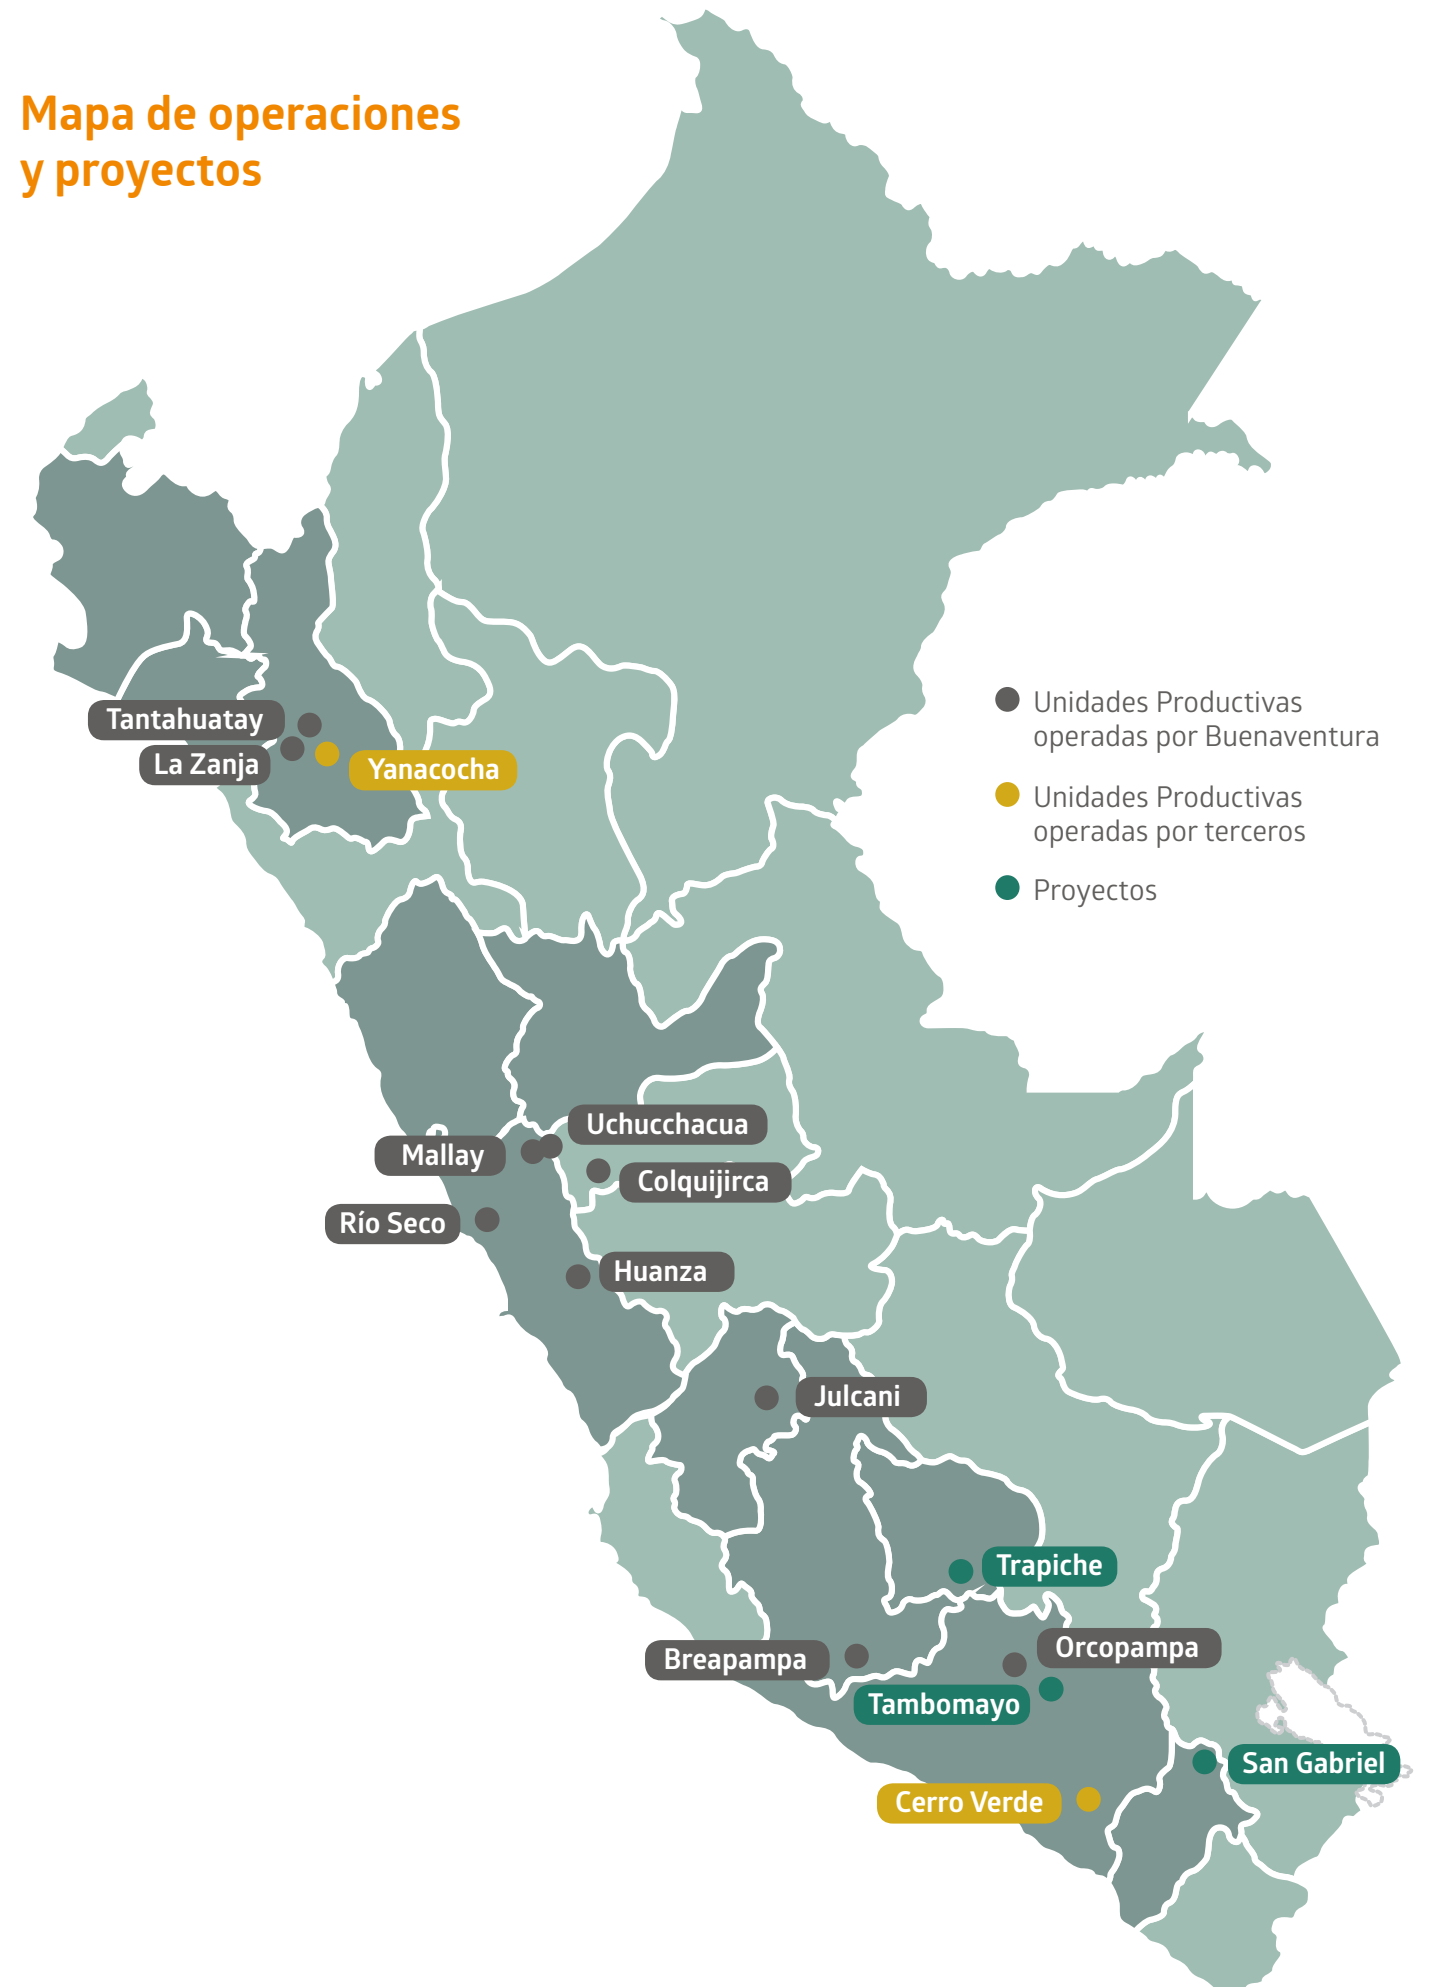 Mapa de operaciones
y proyectos
Tantahuatay
La Zanja
Yanacocha
Unidades Productivas
operadas por Buenaventura
Unidades Productivas
operadas por terceros
Proyectos
Uchucchacua
Mallay
Colquijirca
Río Seco
Huanza
Julcani
Trapiche
Orcopampa
Breapampa
Tambomayo
San Gabriel
Cerro Verde